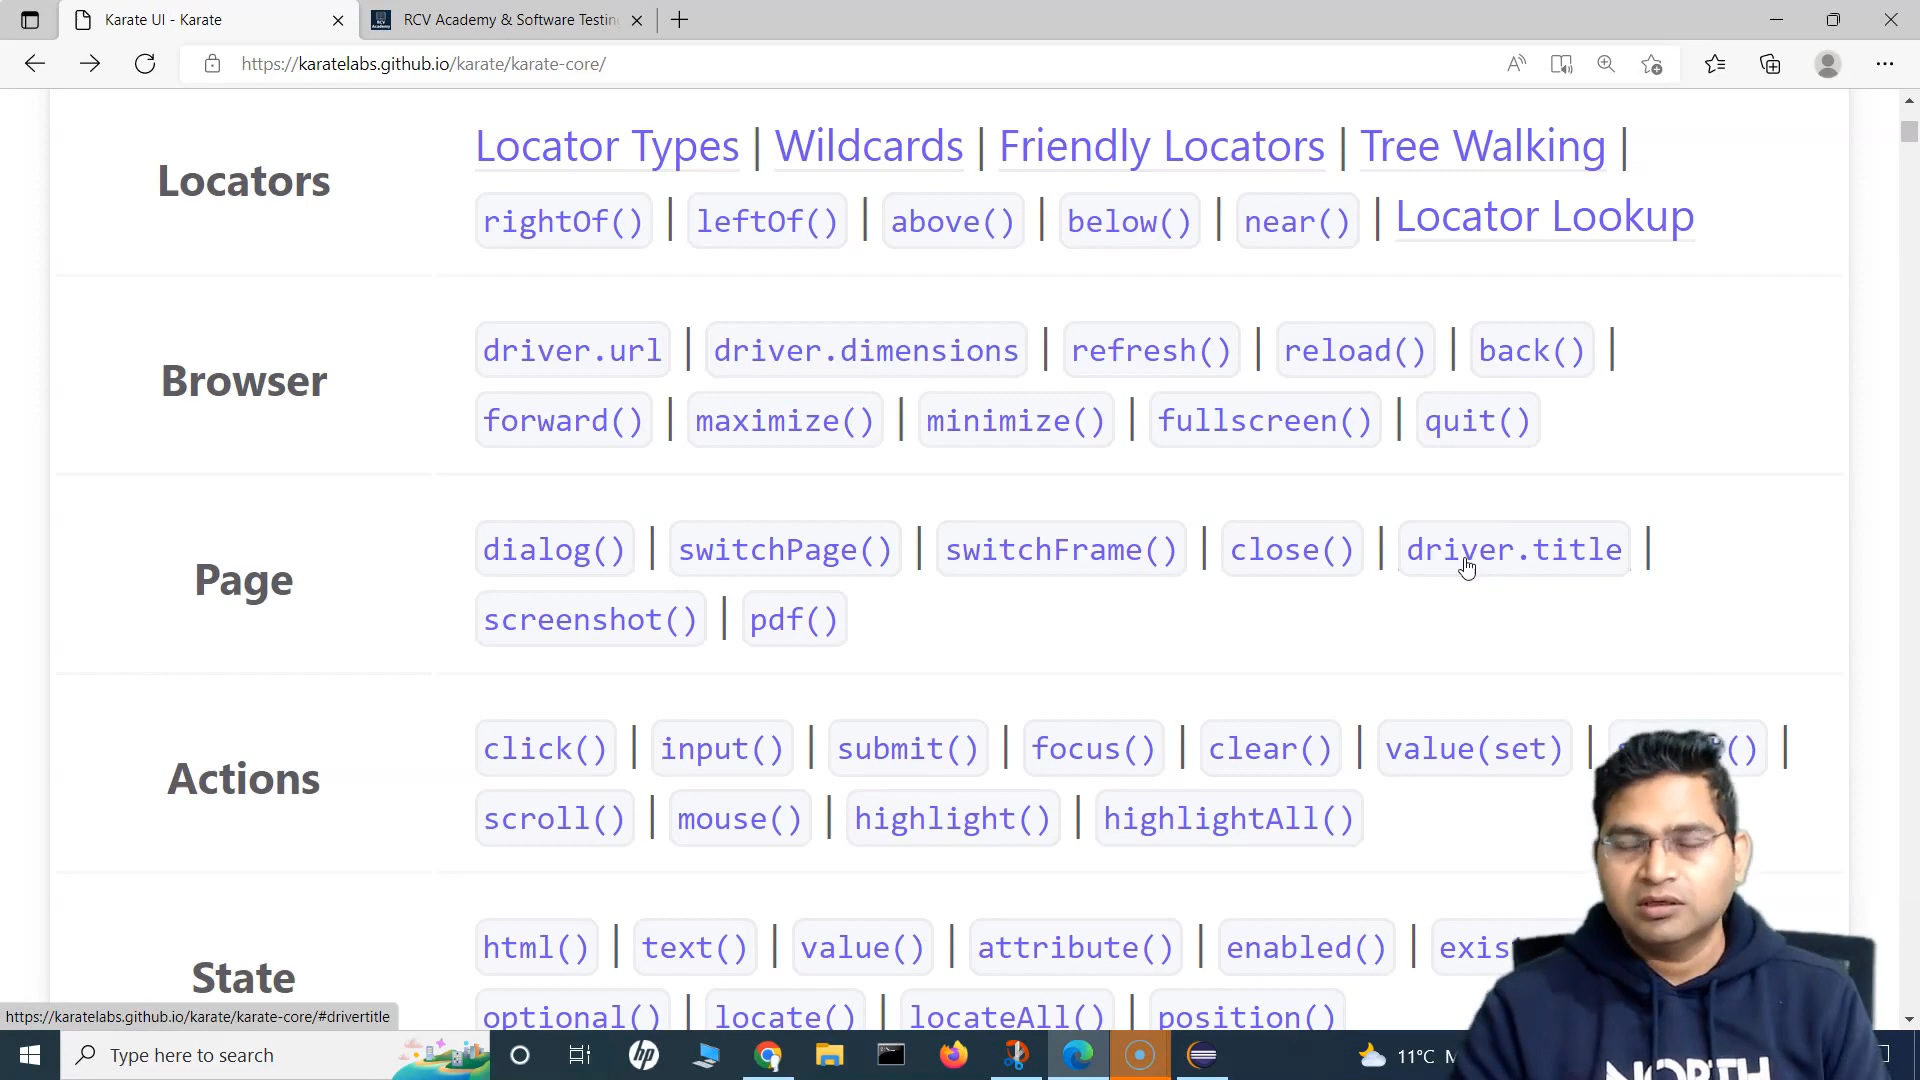 Karate UI - Karate
RCV Academy & Software Testin
https://karatelabs.github.io/karate/karate-core/
Locators
Locator Types | Wildcards | Friendly Locators | Tree Walking |
rightOf() | leftOf() | above() | below() | near() | Locator Lookup
Browser
driver.url | driver.dimensions | refresh() | reload() | back() |
forward() | maximize() | minimize() | fullscreen() | quit()
Page
dialog() | switchPage() | switchFrame() | close() | driver.title |
screenshot() | pdf()
Actions
click() | input() | submit() | focus() | clear() | value(set) | () |
scroll() | mouse() | highlight() | highlightAll()
State
html() | text() | value() | attribute() | enabled() | exis
optional() | locate() | locateAll() | position()
https://karatelabs.github.io/karate/karate-core/#drivertitle
Type here to search
hp
11°C M
NORTH